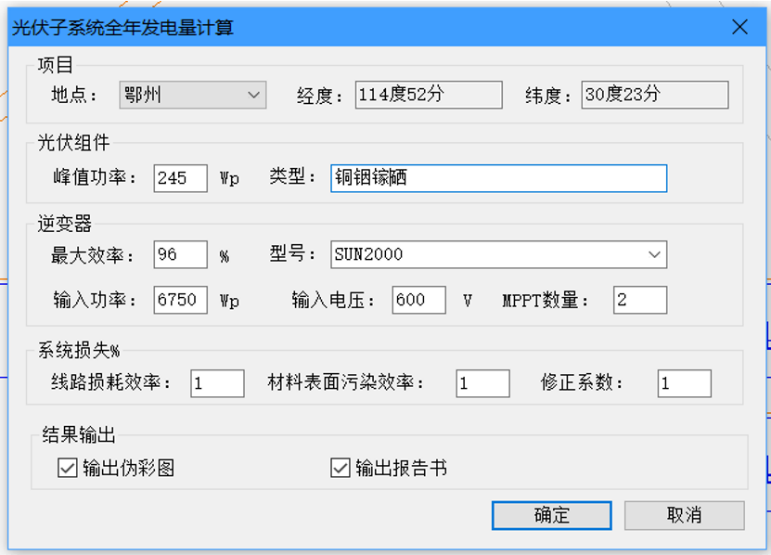 光伏子系统全年发电量计算
项目
地点： 鄂州 经度： 114度52分 纬度： 30度23分
光伏组件
峰值功率： 245 Wp 类型： 铜铟镓硒
逆变器
最大效率： 96 % 型号： SUN2000
输入功率： 6750 Wp 输入电压： 600 V MPPT数量： 2
系统损失%
线路损耗效率： 1 材料表面污染效率： 1 修正系数： 1
结果输出
输出伪彩图 输出报告书
确定 取消